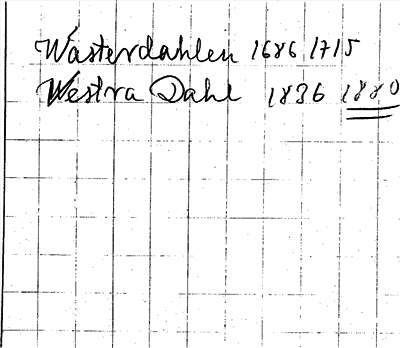 Wästerdahlen 1686 1715
Westra Dahl 1836 1880